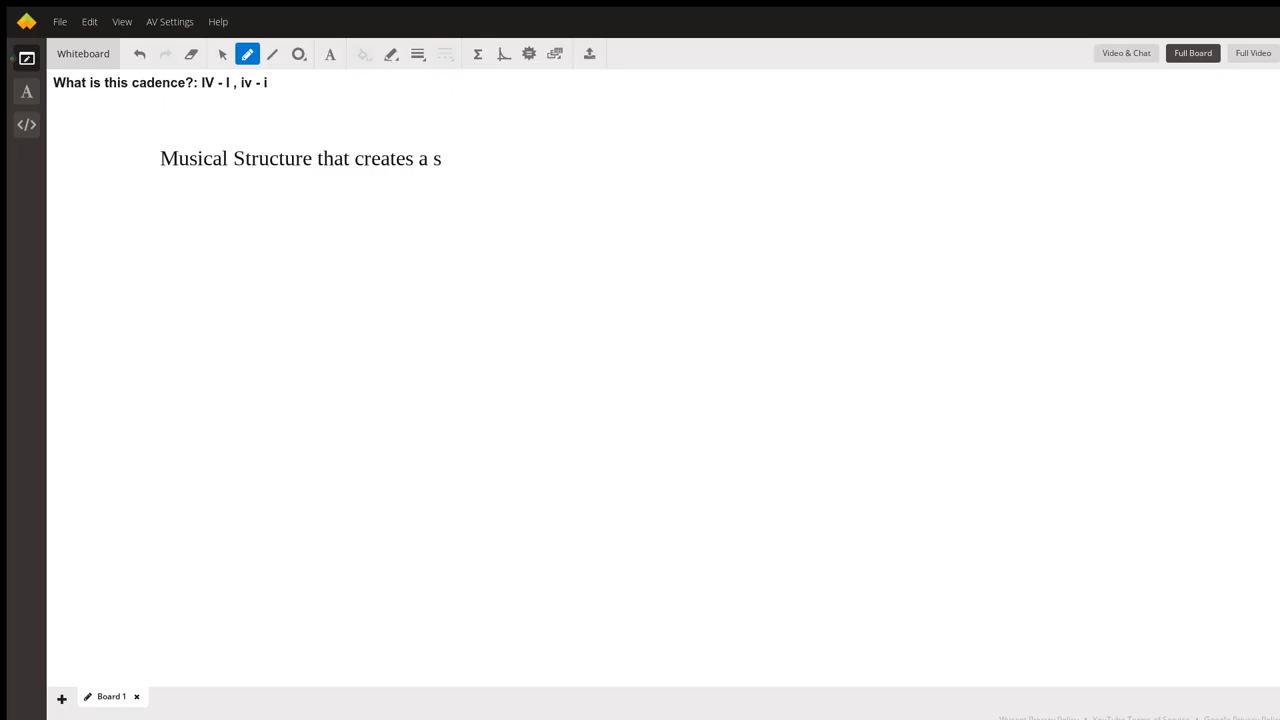 File Edit View AV Settings Help
Whiteboard A Σ Video & Chat Full Board Full Video
What is this cadence?: IV - I , iv - i
A
</>
Musical Structure that creates a s
+ Board 1 ×